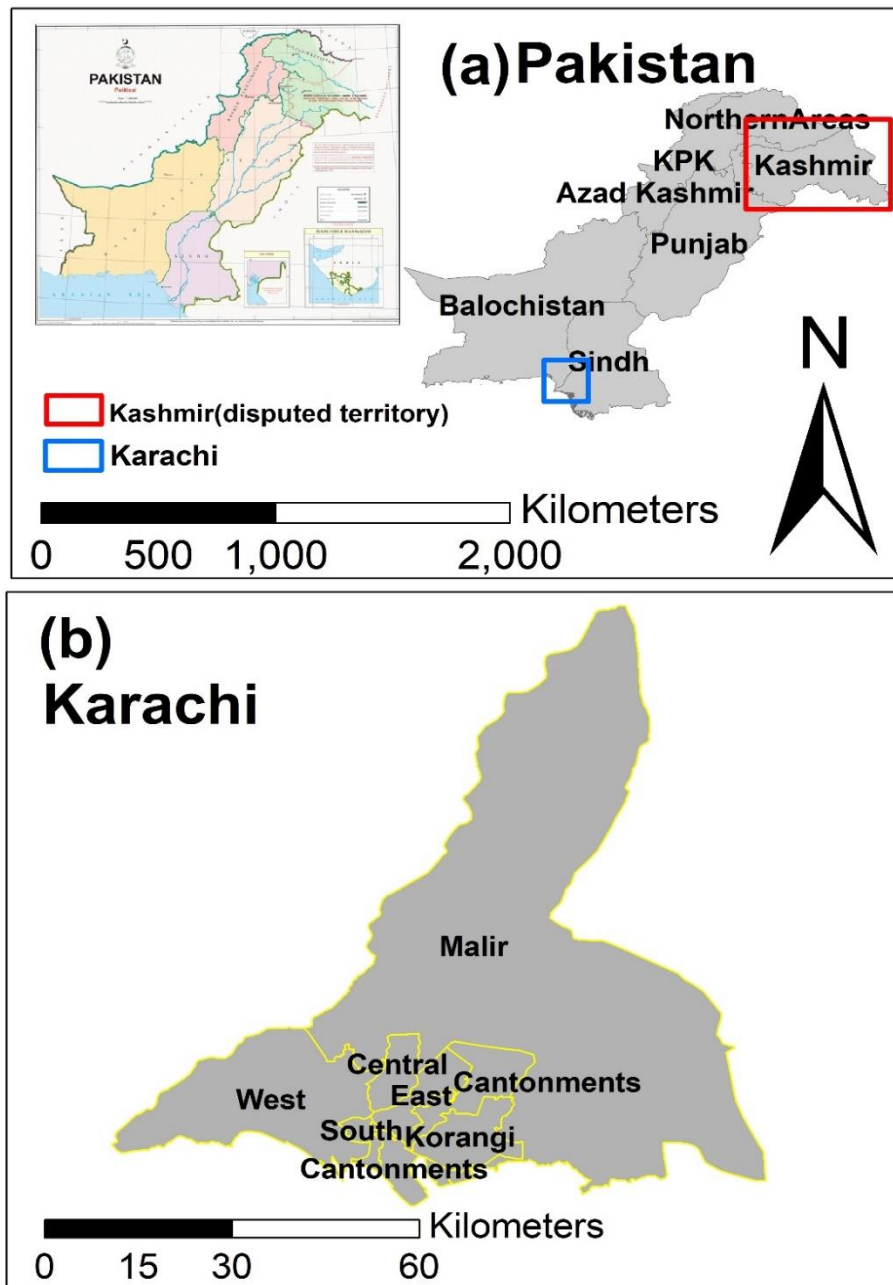 PAKISTAN
Political
(a) Pakistan
NorthernAreas
KPK
Kashmir
Azad Kashmir
Punjab
Balochistan
Sindh
N
Kashmir(disputed territory)
Karachi
Kilometers
0 500 1,000 2,000
(b)
Karachi
Malir
Central
East
Cantonments
West
South
Korangi
Cantonments
Kilometers
0 15 30 60